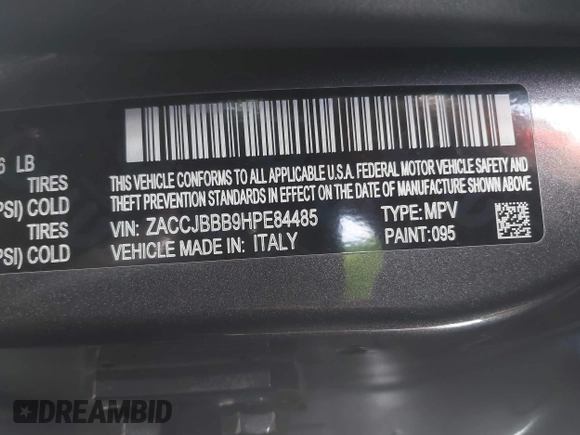 6 LB
TIRES
PSI) COLD
TIRES
PSI) COLD
THIS VEHICLE CONFORMS TO ALL APPLICABLE U.S.A. FEDERAL MOTOR VEHICLE SAFETY AND
THEFT PREVENTION STANDARDS IN EFFECT ON THE DATE OF MANUFACTURE SHOWN ABOVE.
VIN: ZACCJBBB9HPE84485 TYPE: MPV
VEHICLE MADE IN: ITALY PAINT: 095
DREAMBID